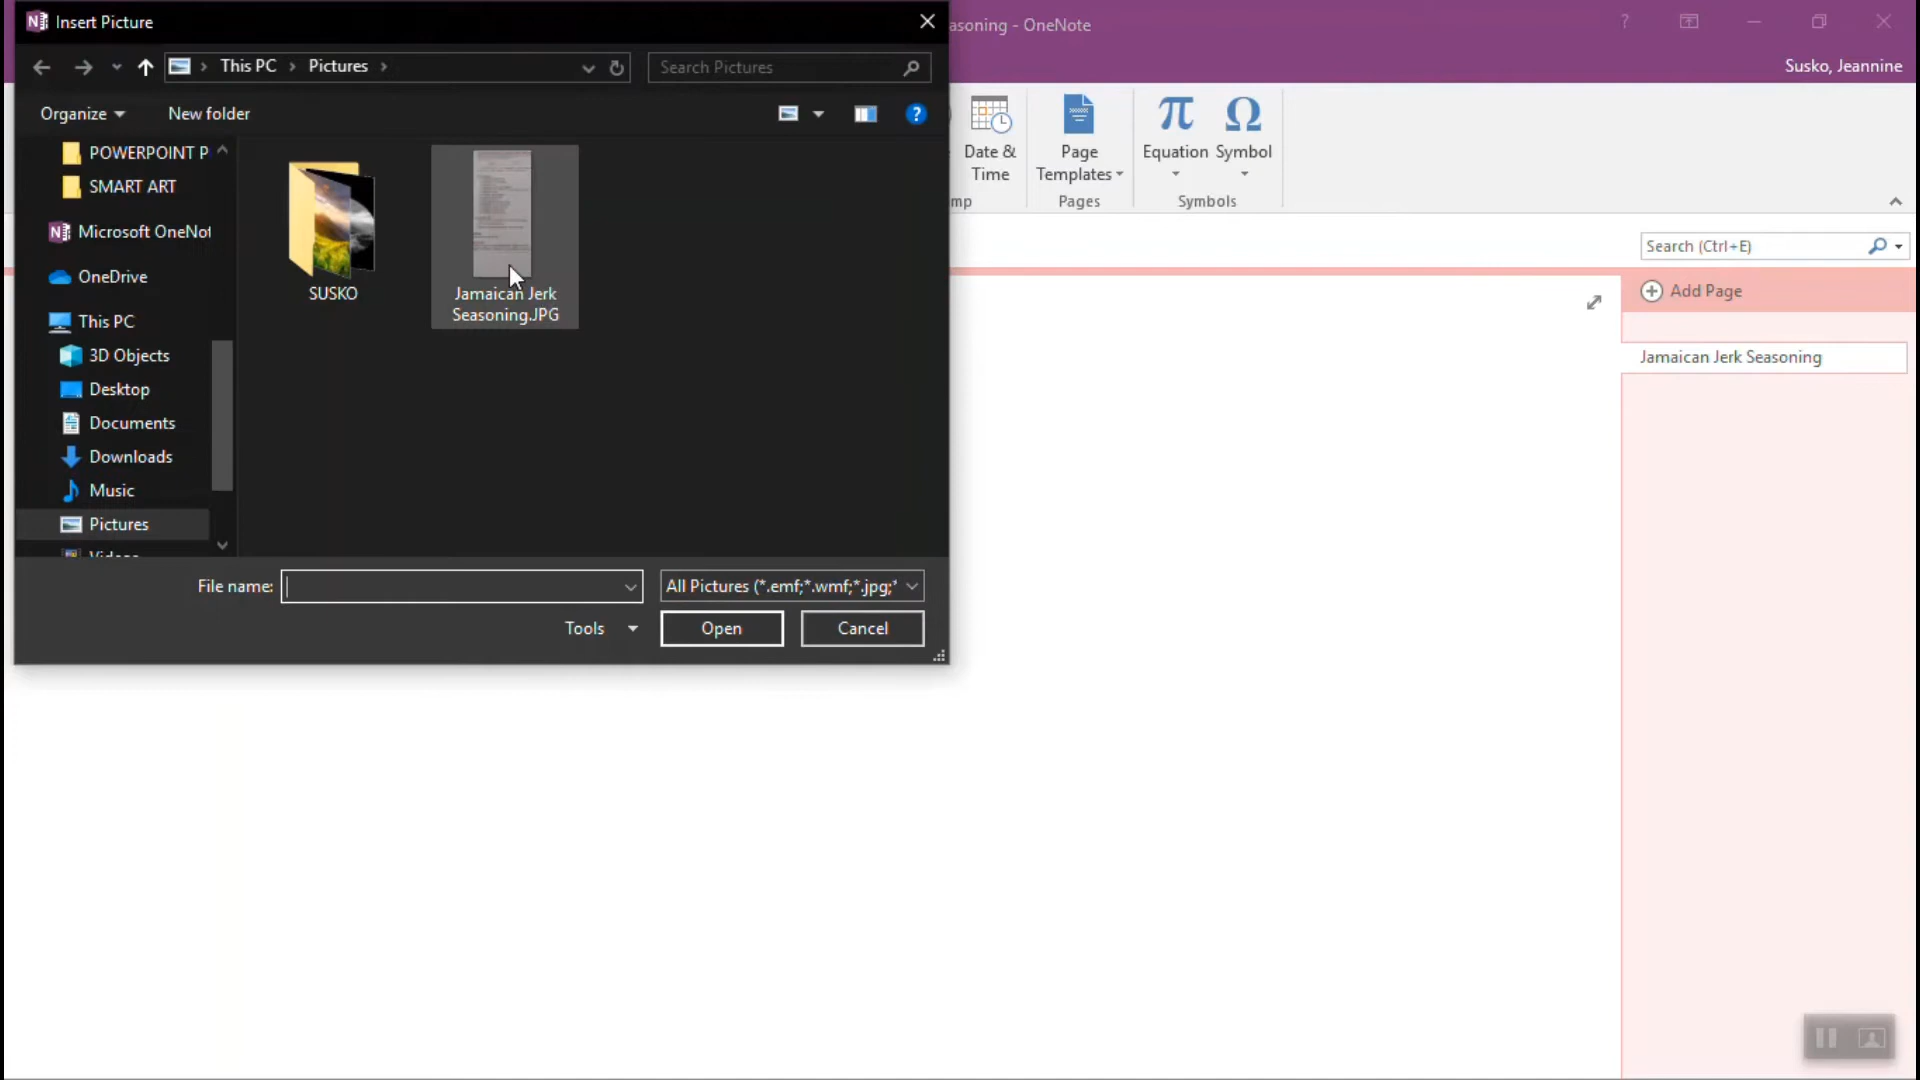 Insert Picture
asoning - OneNote
?
Susko, Jeannine
This PC
Pictures
Search Pictures
Organize
New folder
?
POWERPOINT P
SMART ART
Microsoft OneNot
OneDrive
This PC
3D Objects
Desktop
Documents
Downloads
Music
Pictures
Videos
SUSKO
Jamaican Jerk
Seasoning.JPG
File name:
All Pictures (*.emf;*.wmf;*.jpg;*
Tools
Open
Cancel
Date &
Time
mp
Page
Templates
Pages
π
Equation
Ω
Symbol
Symbols
Search (Ctrl+E)
Add Page
Jamaican Jerk Seasoning